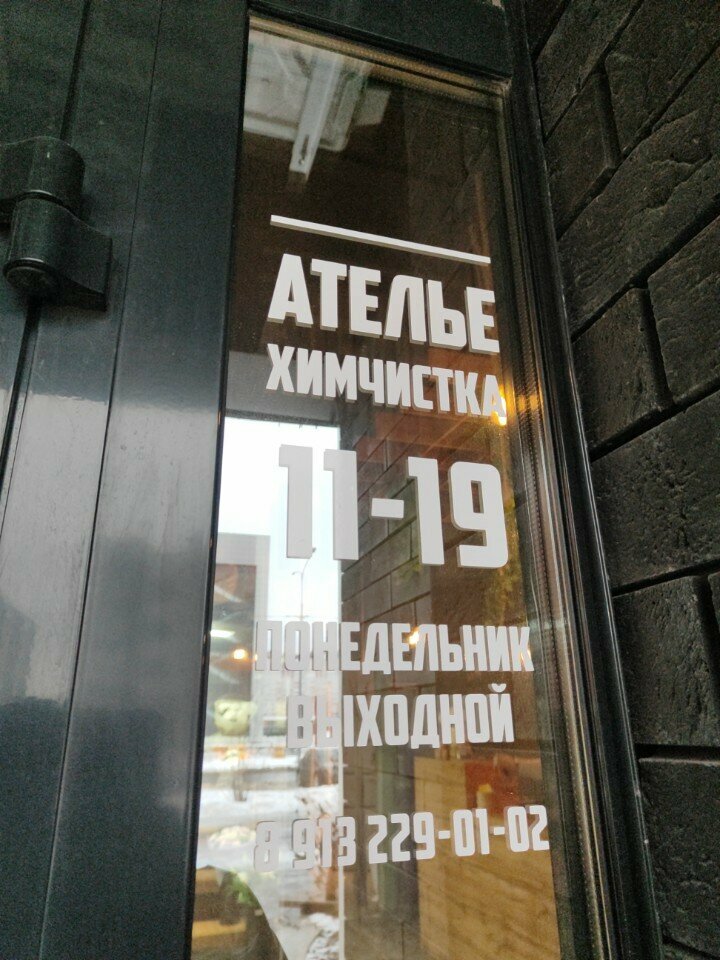 АТЕЛЬЕ
ХИМЧИСТКА
11-19
ПОНЕДЕЛЬНИК
ВЫХОДНОЙ
8 913 229-01-02